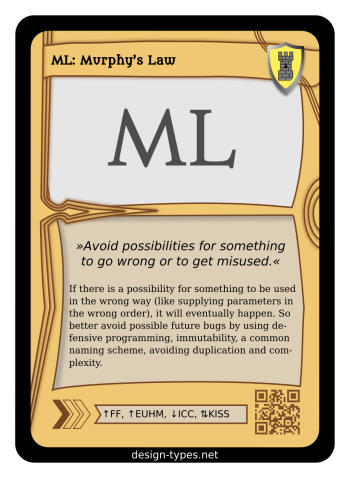 ML: Murphy's Law
ML
»Avoid possibilities for something
to go wrong or to get misused.«
If there is a possibility for something to be used
in the wrong way (like supplying parameters in
the wrong order), it will eventually happen. So
better avoid possible future bugs by using de-
fensive programming, immutability, a common
naming scheme, avoiding duplication and com-
plexity.
↑FF, ↑EUHM, ↓ICC, ⇅KISS
design-types.net